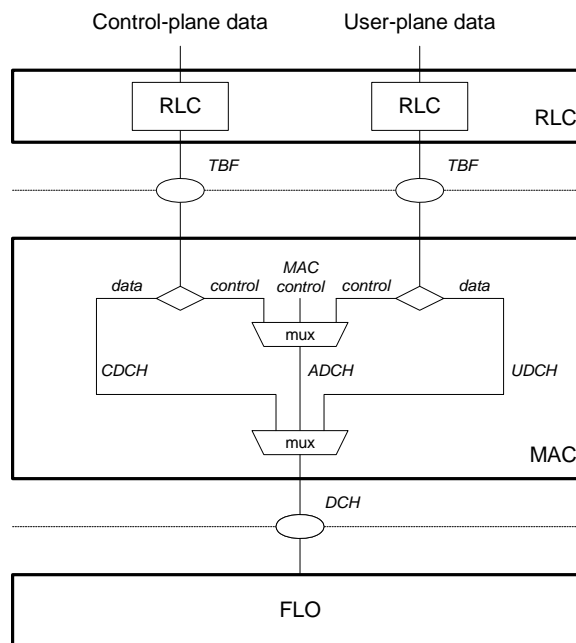 Control-plane data User-plane data
RLC RLC
RLC
TBF TBF
MAC
data control control control data
mux
CDCH ADCH UDCH
mux
MAC
DCH
FLO